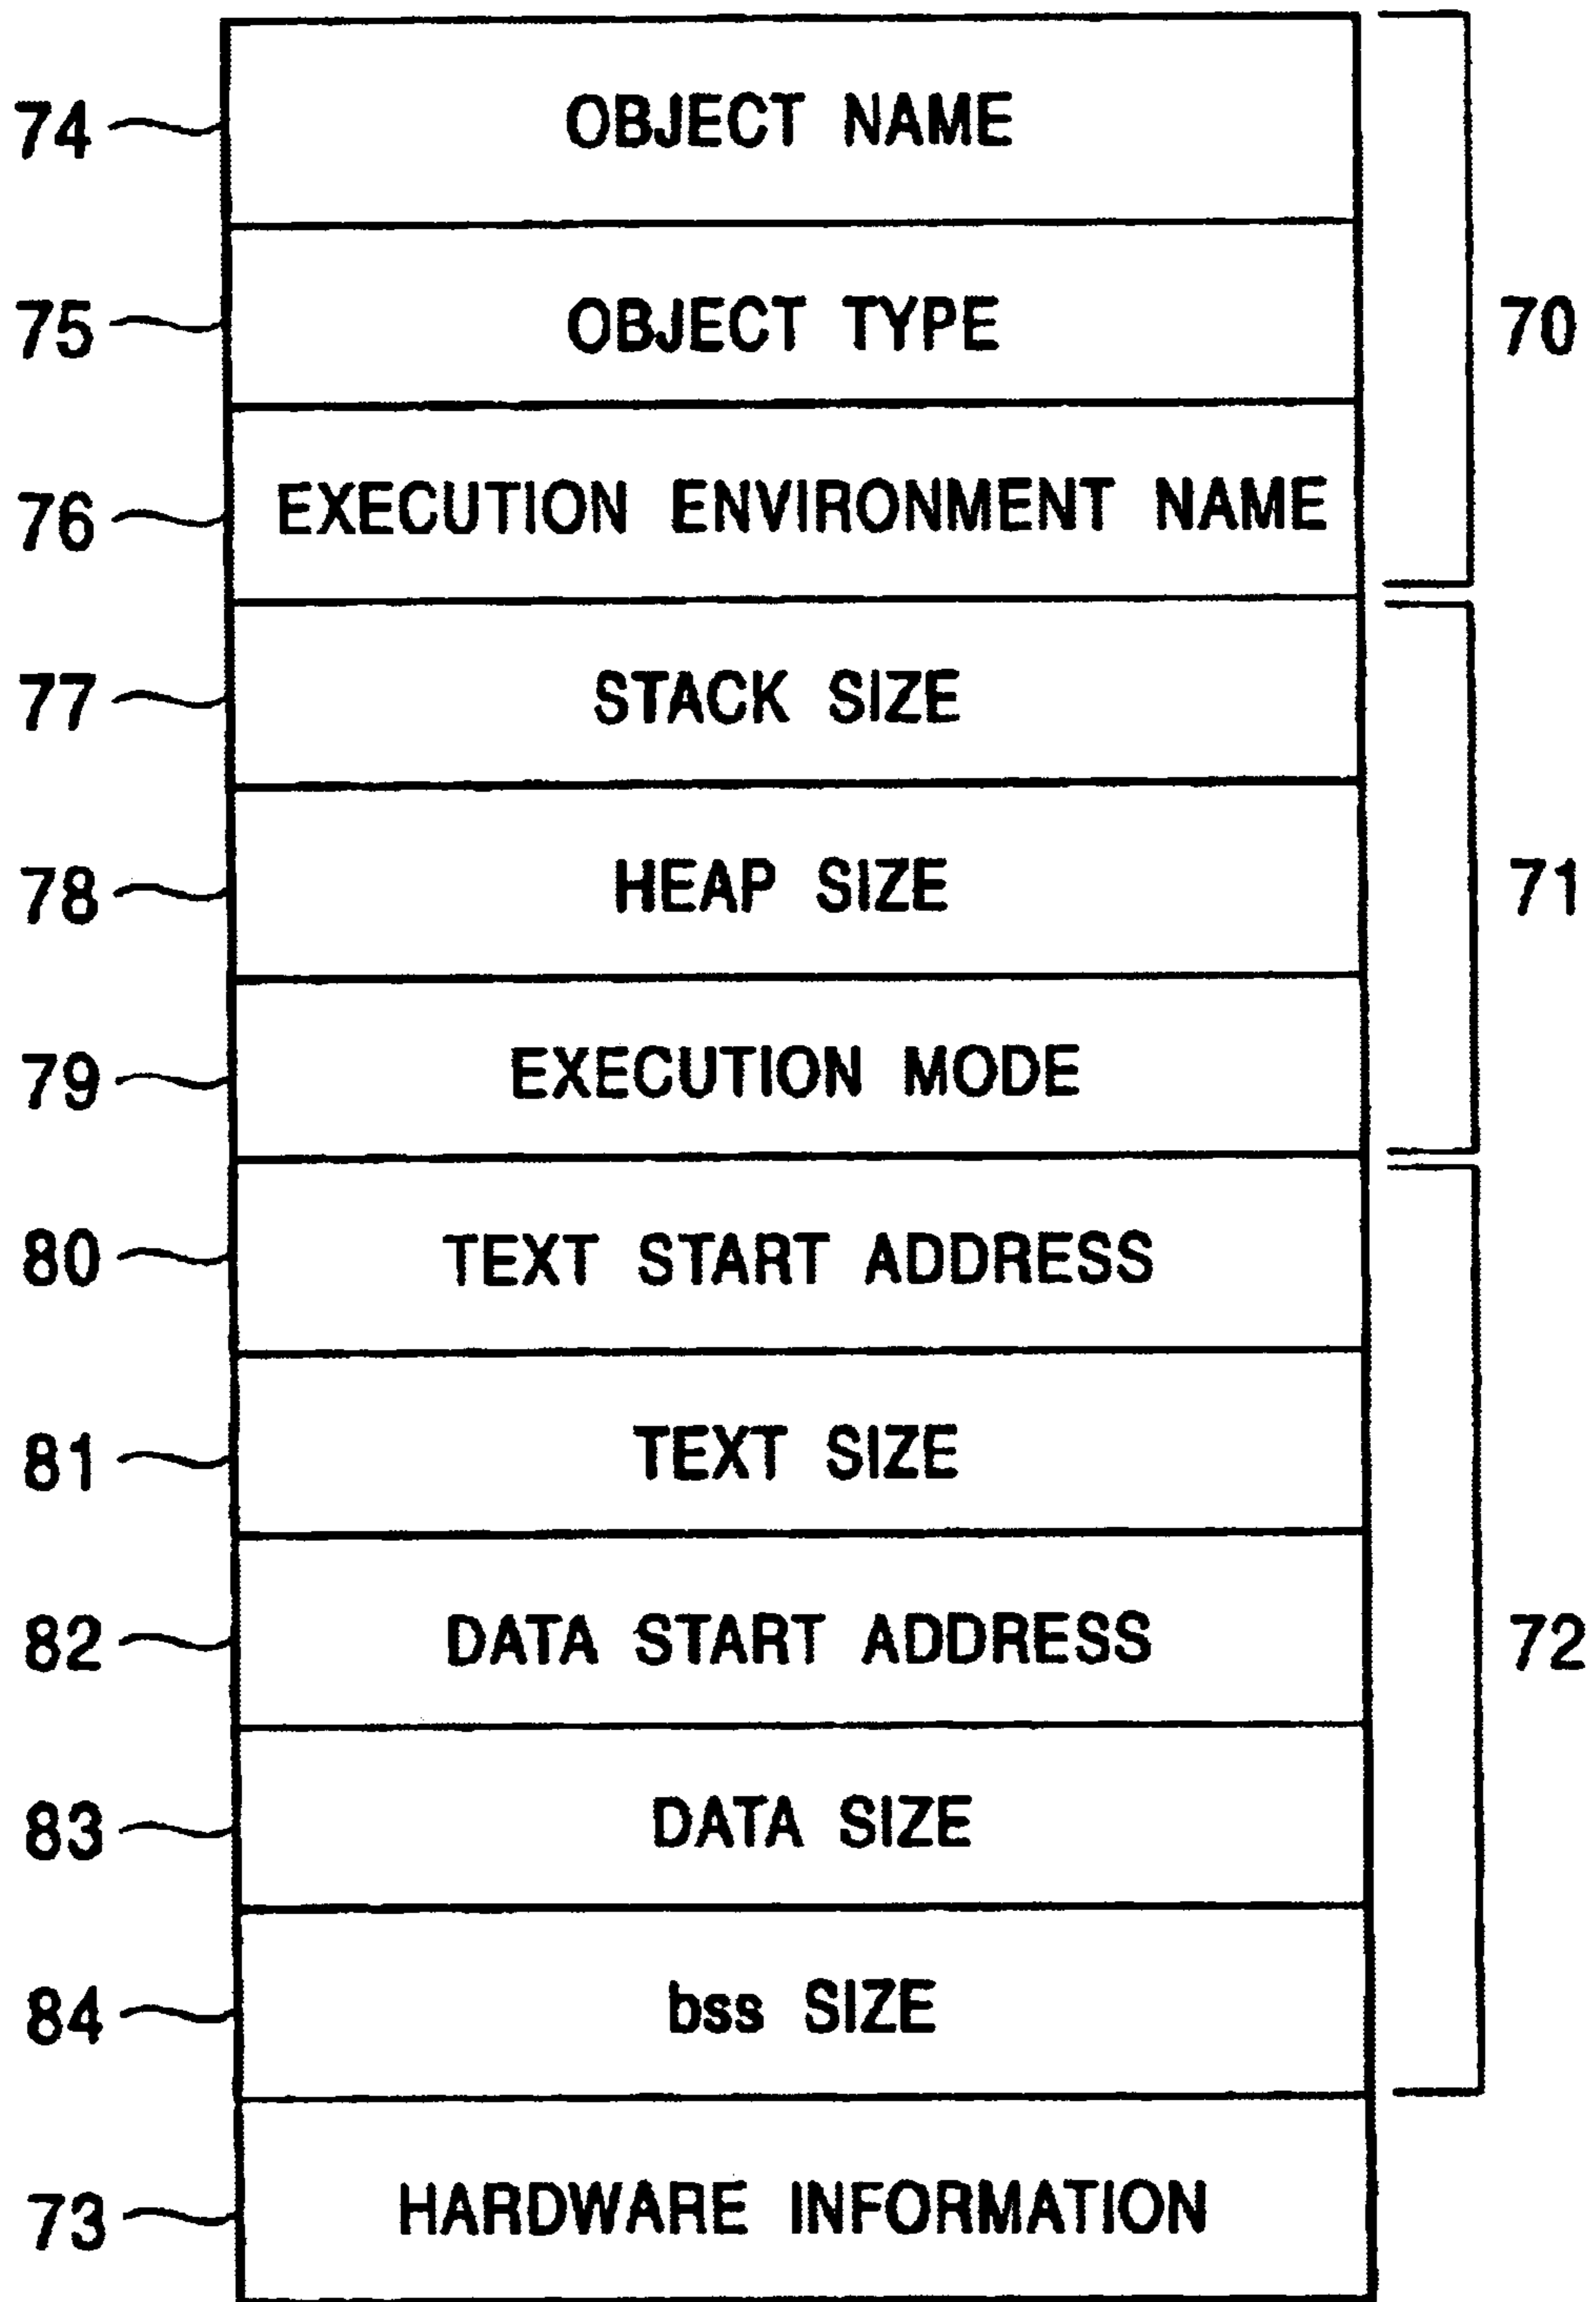 74 OBJECT NAME
75 OBJECT TYPE
70
76 EXECUTION ENVIRONMENT NAME
77 STACK SIZE
78 HEAP SIZE
71
79 EXECUTION MODE
80 TEXT START ADDRESS
81 TEXT SIZE
82 DATA START ADDRESS
72
83 DATA SIZE
84 bss SIZE
73 HARDWARE INFORMATION